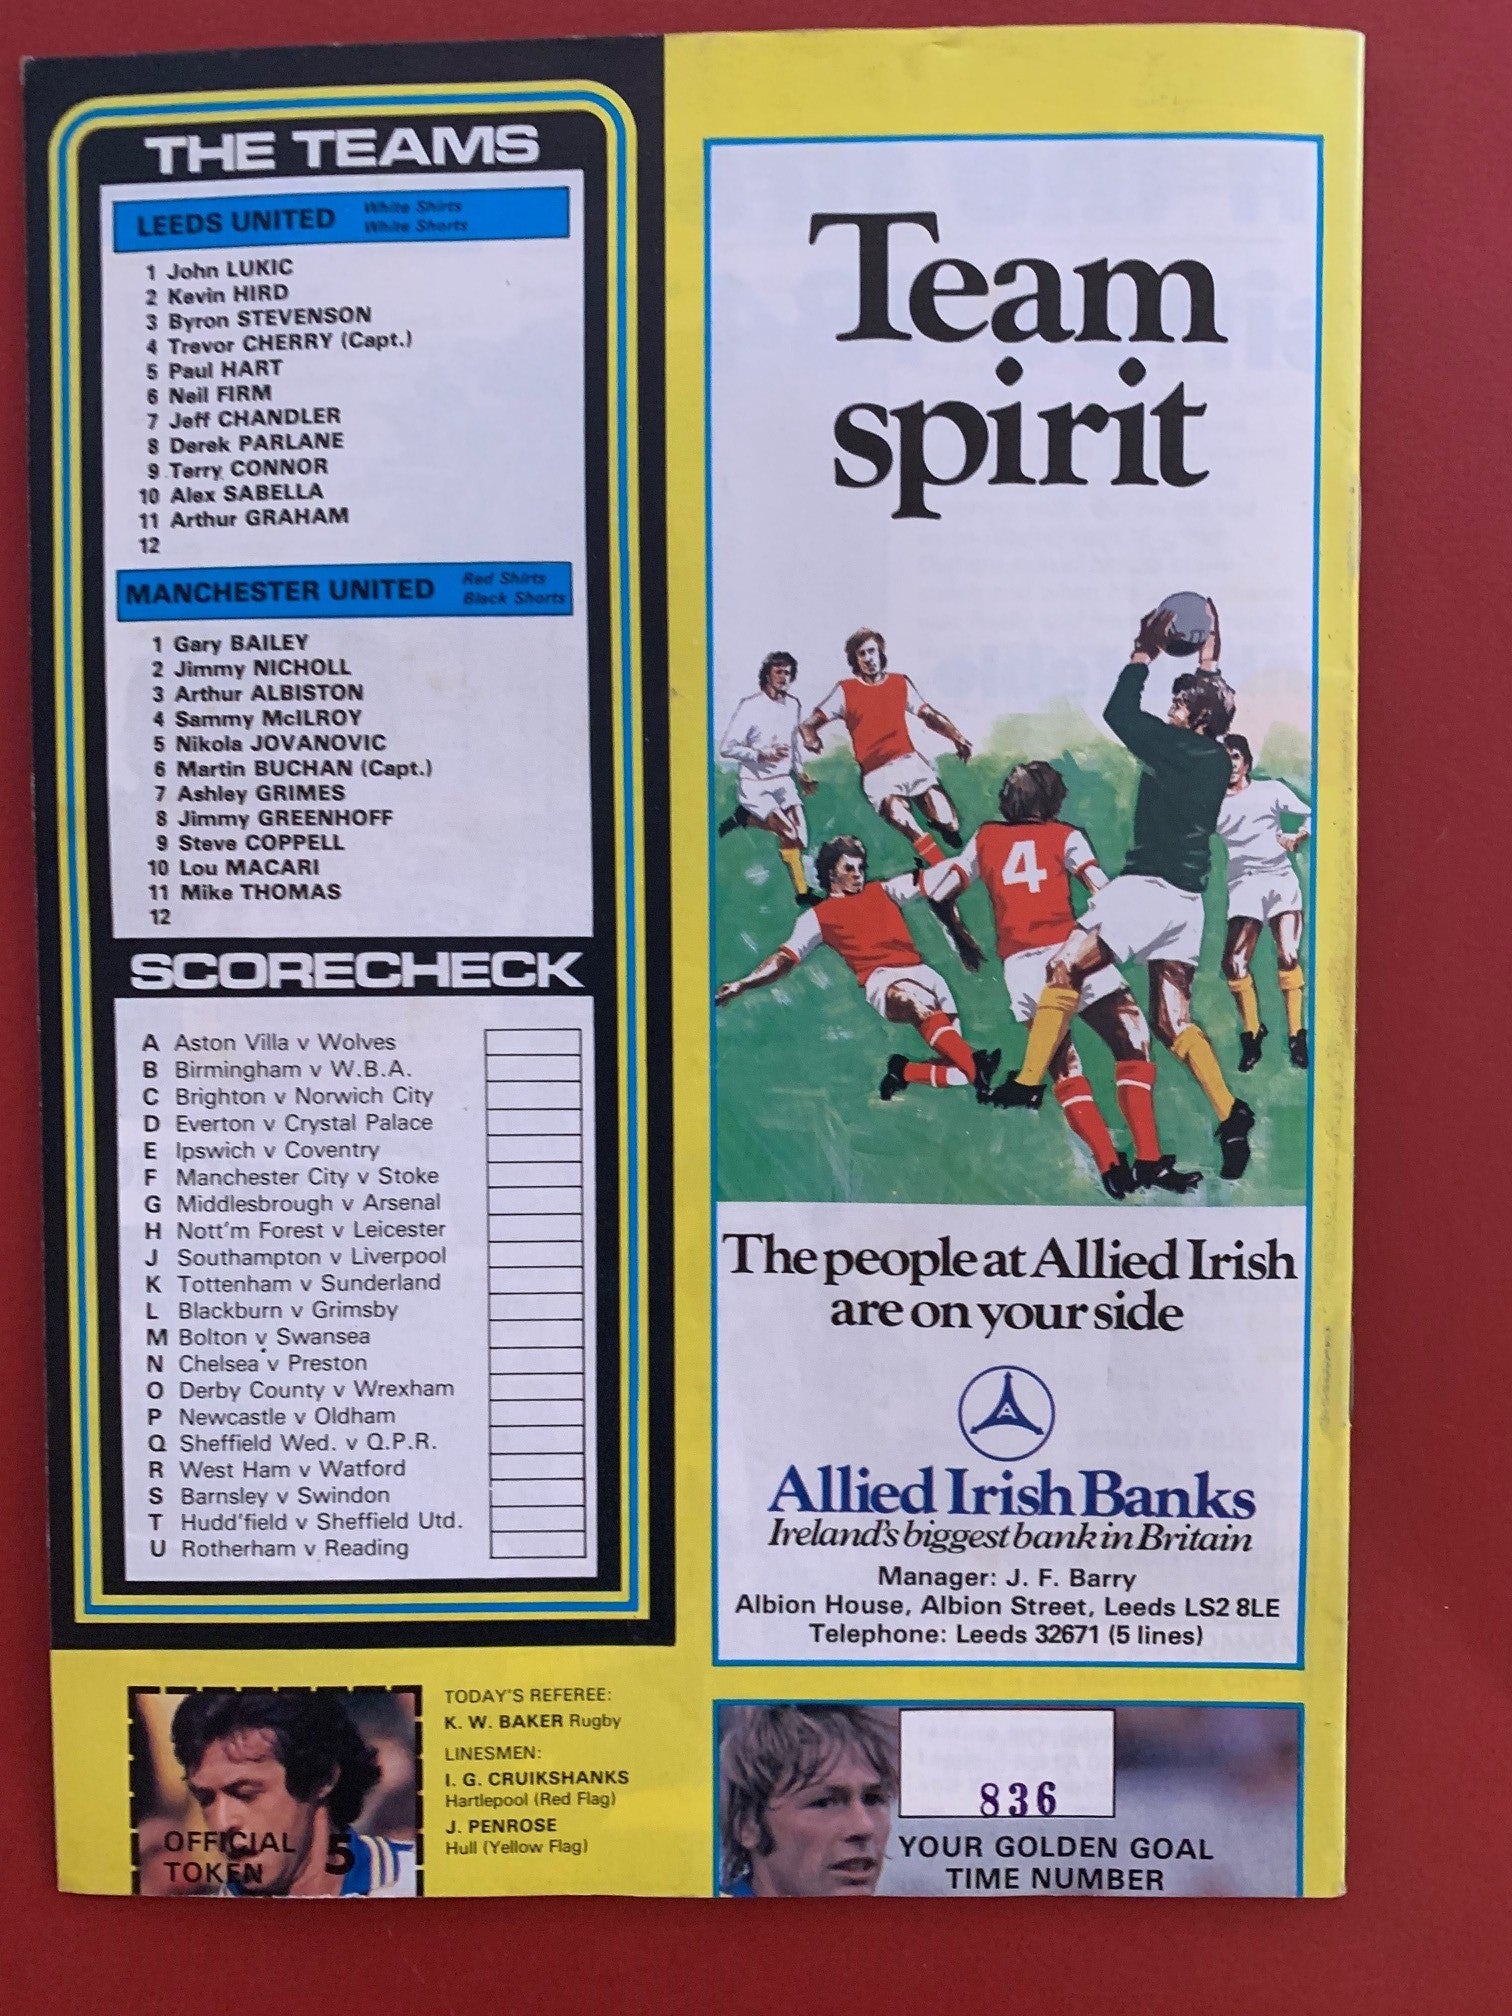 THE TEAMS
LEEDS UNITED
White Shirts
White Shorts
1 John LUKIC
2 Kevin HIRD
3 Byron STEVENSON
4 Trevor CHERRY (Capt.)
5 Paul HART
6 Neil FIRM
7 Jeff CHANDLER
8 Derek PARLANE
9 Terry CONNOR
10 Alex SABELLA
11 Arthur GRAHAM
12
MANCHESTER UNITED
Red Shirts
Black Shorts
1 Gary BAILEY
2 Jimmy NICHOLL
3 Arthur ALBISTON
4 Sammy McILROY
5 Nikola JOVANOVIC
6 Martin BUCHAN (Capt.)
7 Ashley GRIMES
8 Jimmy GREENHOFF
9 Steve COPPELL
10 Lou MACARI
11 Mike THOMAS
12
SCORECHECK
A Aston Villa v Wolves
B Birmingham v W.B.A.
C Brighton v Norwich City
D Everton v Crystal Palace
E Ipswich v Coventry
F Manchester City v Stoke
G Middlesbrough v Arsenal
H Nott'm Forest v Leicester
J Southampton v Liverpool
K Tottenham v Sunderland
L Blackburn v Grimsby
M Bolton v Swansea
N Chelsea v Preston
O Derby County v Wrexham
P Newcastle v Oldham
Q Sheffield Wed. v Q.P.R.
R West Ham v Watford
S Barnsley v Swindon
T Hudd'field v Sheffield Utd.
U Rotherham v Reading
OFFICIAL
TOKEN 5
TODAY'S REFEREE:
K. W. BAKER Rugby
LINESMEN:
I. G. CRUIKSHANKS
Hartlepool (Red Flag)
J. PENROSE
Hull (Yellow Flag)
Team
spirit
4
The people at Allied Irish
are on your side
A
Allied Irish Banks
Ireland's biggest bank in Britain
Manager: J. F. Barry
Albion House, Albion Street, Leeds LS2 8LE
Telephone: Leeds 32671 (5 lines)
836
YOUR GOLDEN GOAL
TIME NUMBER